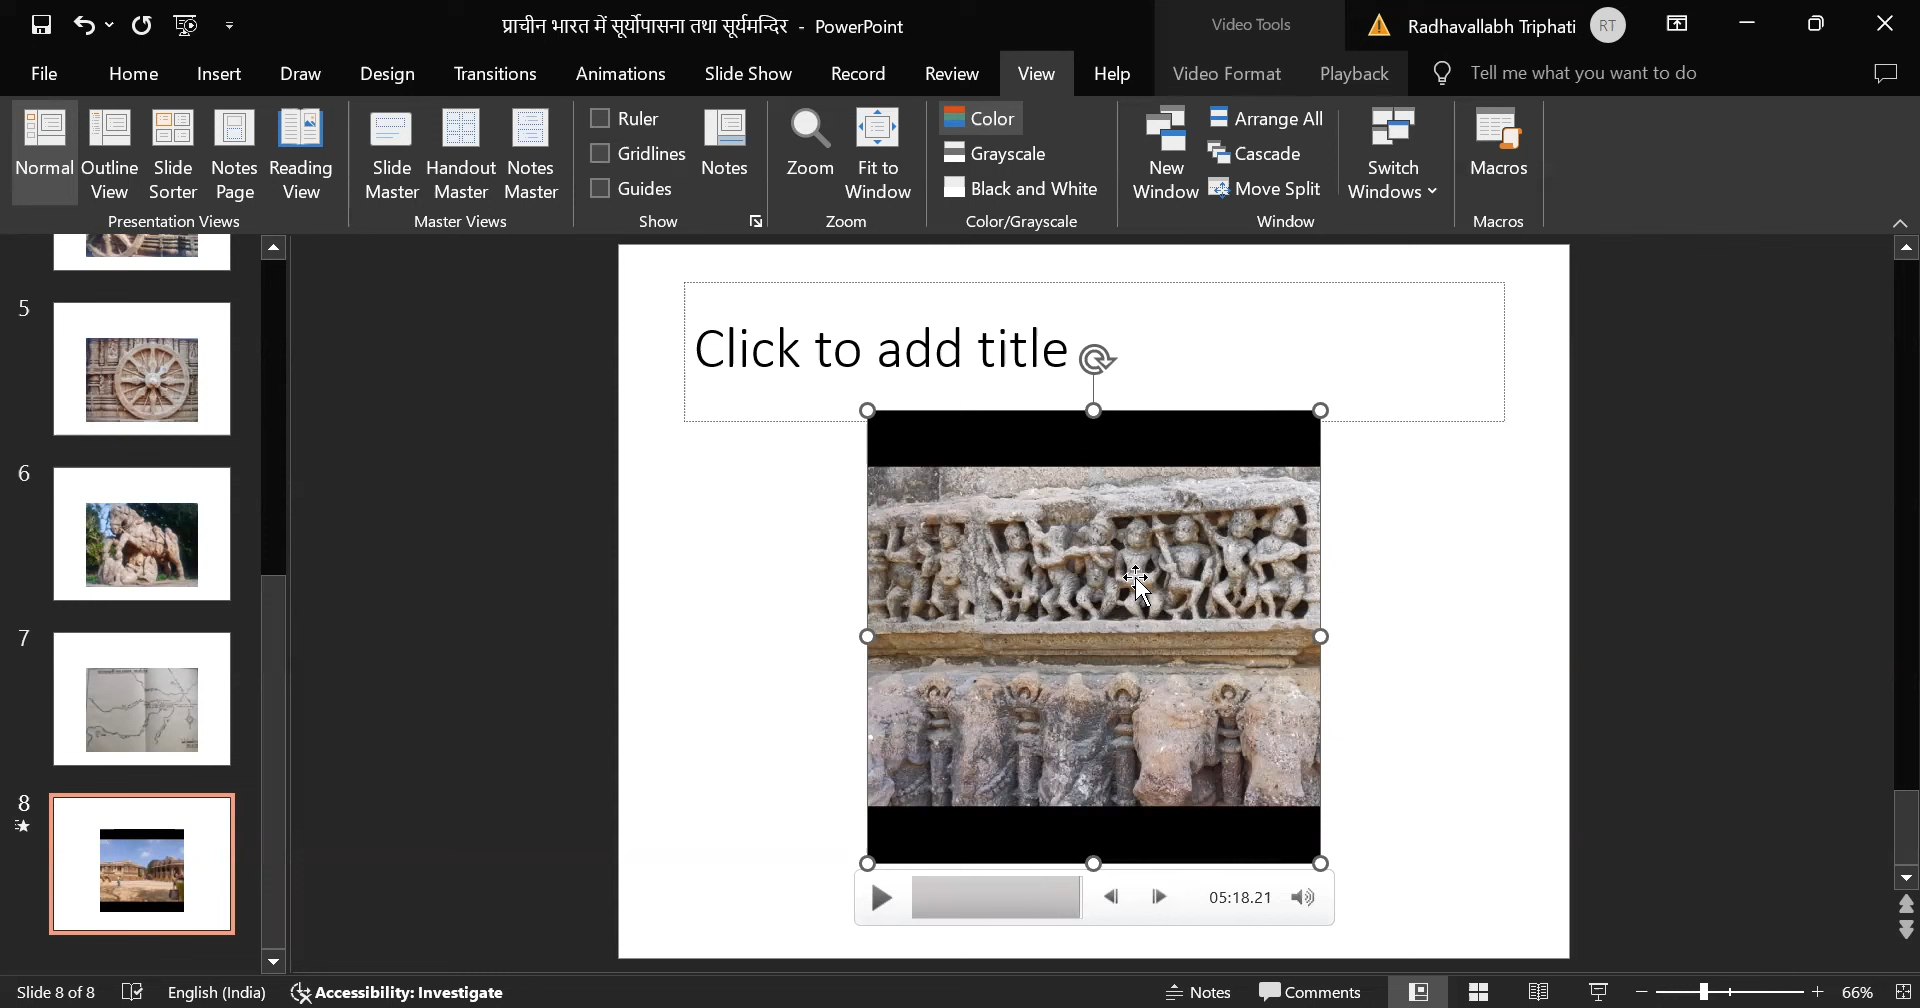 प्राचीन भारत में सूर्योपासना तथा सूर्यमन्दिर - PowerPoint
Video Tools
Radhavallabh Triphati RT
File Home Insert Draw Design Transitions Animations Slide Show Record Review View Help Video Format Playback Tell me what you want to do
Normal
Outline View
Slide Sorter
Notes Page
Reading View
Presentation Views
Slide Master
Handout Master
Notes Master
Master Views
Ruler
Gridlines
Guides
Notes
Show
Zoom
Fit to Window
Zoom
Color
Grayscale
Black and White
Color/Grayscale
New Window
Arrange All
Cascade
Move Split
Switch Windows
Window
Macros
Macros
5
6
7
8
Click to add title
05:18.21
Slide 8 of 8 English (India) Accessibility: Investigate Notes Comments 66%